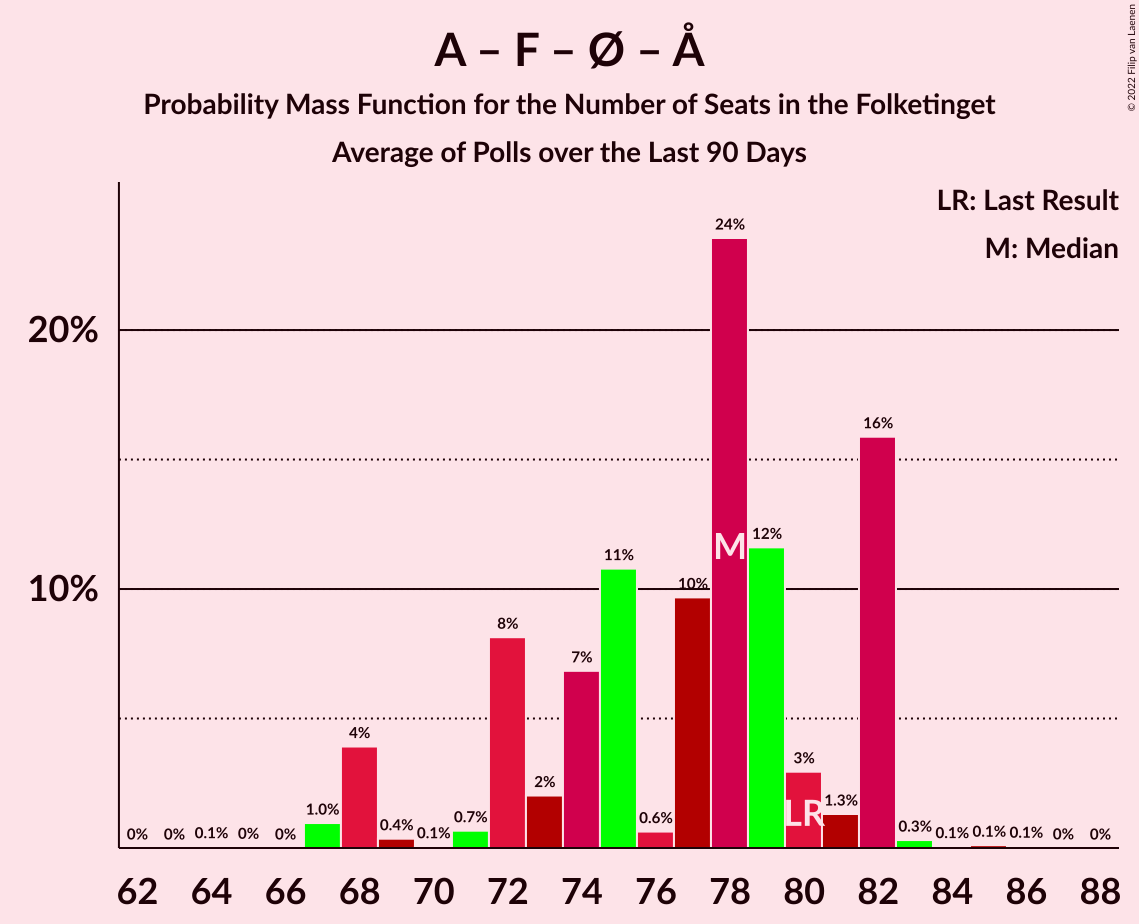 A – F – Ø – Å
Probability Mass Function for the Number of Seats in the Folketinget
Average of Polls over the Last 90 Days
© 2022 Filip van Laenen
LR: Last Result
M: Median
20%
10%
0% 0% 0.1% 0% 0% 1.0% 4% 0.4% 0.1% 0.7% 8% 2% 7% 11% 0.6% 10% 24% 12% 3% 1.3% 16% 0.3% 0.1% 0.1% 0.1% 0% 0%
M
LR
62 64 66 68 70 72 74 76 78 80 82 84 86 88